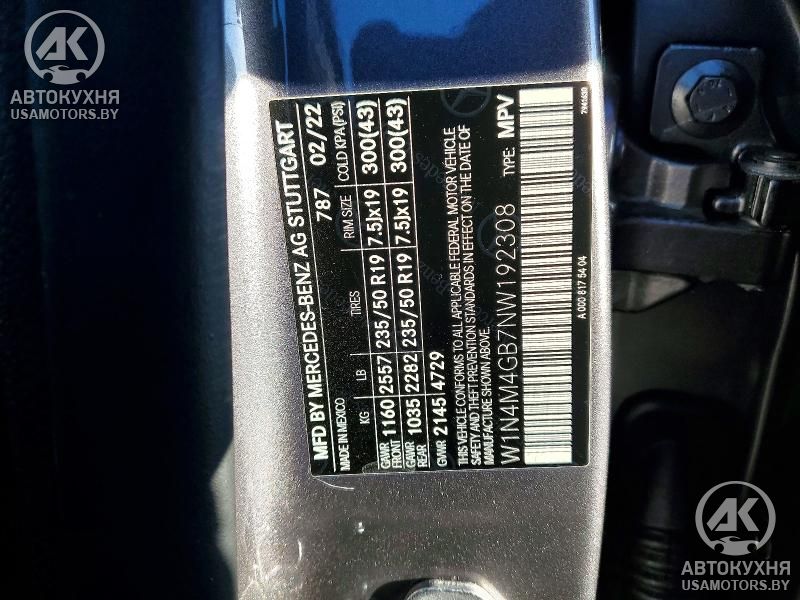 АК
АВТОКУХНЯ
USAMOTORS.BY
MFD BY MERCEDES-BENZ AG STUTTGART
MADE IN MEXICO 787 02/22
KG LB TIRES RIM SIZE COLD KPA(PSI)
GAWR FRONT 1160 2557 235/50 R19 7.5Jx19 300(43)
GAWR REAR 1035 2282 235/50 R19 7.5Jx19 300(43)
GVWR 2145 4729
THIS VEHICLE CONFORMS TO ALL APPLICABLE FEDERAL MOTOR VEHICLE
SAFETY AND THEFT PREVENTION STANDARDS IN EFFECT ON THE DATE OF
MANUFACTURE SHOWN ABOVE.
W1N4M4GB7NW192308 TYPE: MPV
A 000 817 54 04
АК
АВТОКУХНЯ
USAMOTORS.BY